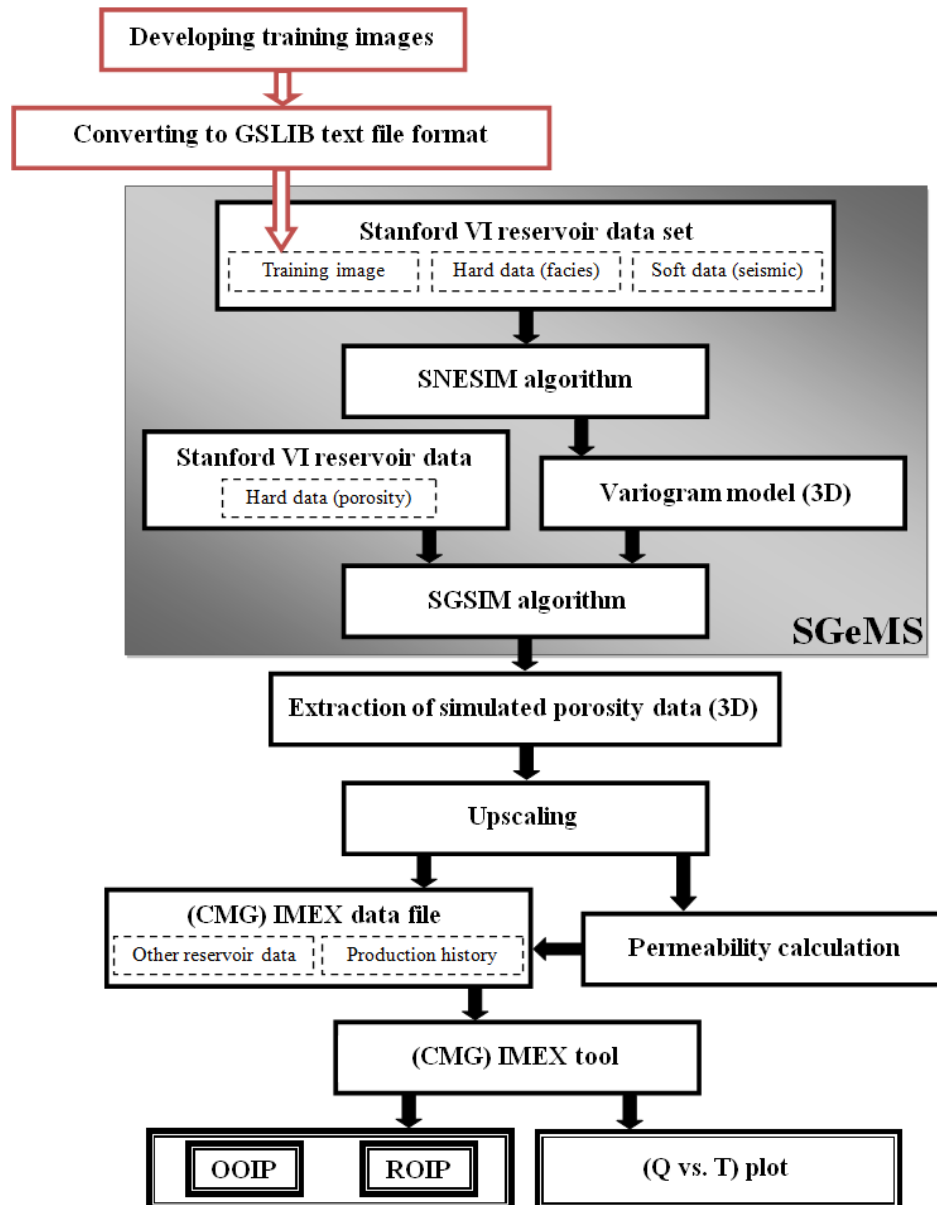 Developing training images
Converting to GSLIB text file format
Stanford VI reservoir data set
Training image
Hard data (facies)
Soft data (seismic)
SNESIM algorithm
Stanford VI reservoir data
Hard data (porosity)
Variogram model (3D)
SGSIM algorithm
SGeMS
Extraction of simulated porosity data (3D)
Upscaling
(CMG) IMEX data file
Other reservoir data
Production history
Permeability calculation
(CMG) IMEX tool
OOIP
ROIP
(Q vs. T) plot